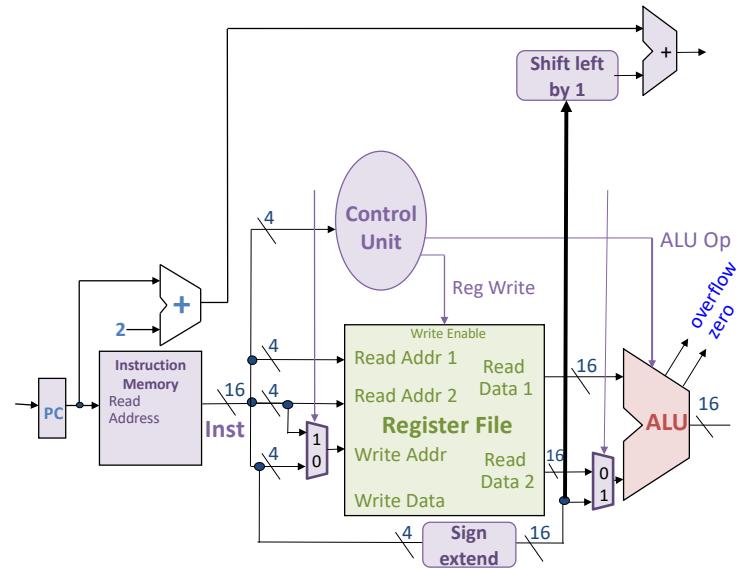 Shift left
by 1
+
4
Control
Unit
ALU Op
Reg Write
overflow
zero
+
2
Write Enable
4
Read Addr 1
Read
Data 1
16
Instruction
Memory
Read
Address
PC
16
Inst
4
Read Addr 2
Register File
ALU
16
1
0
Write Addr
4
Read
Data 2
16
0
1
Write Data
4
Sign
extend
16